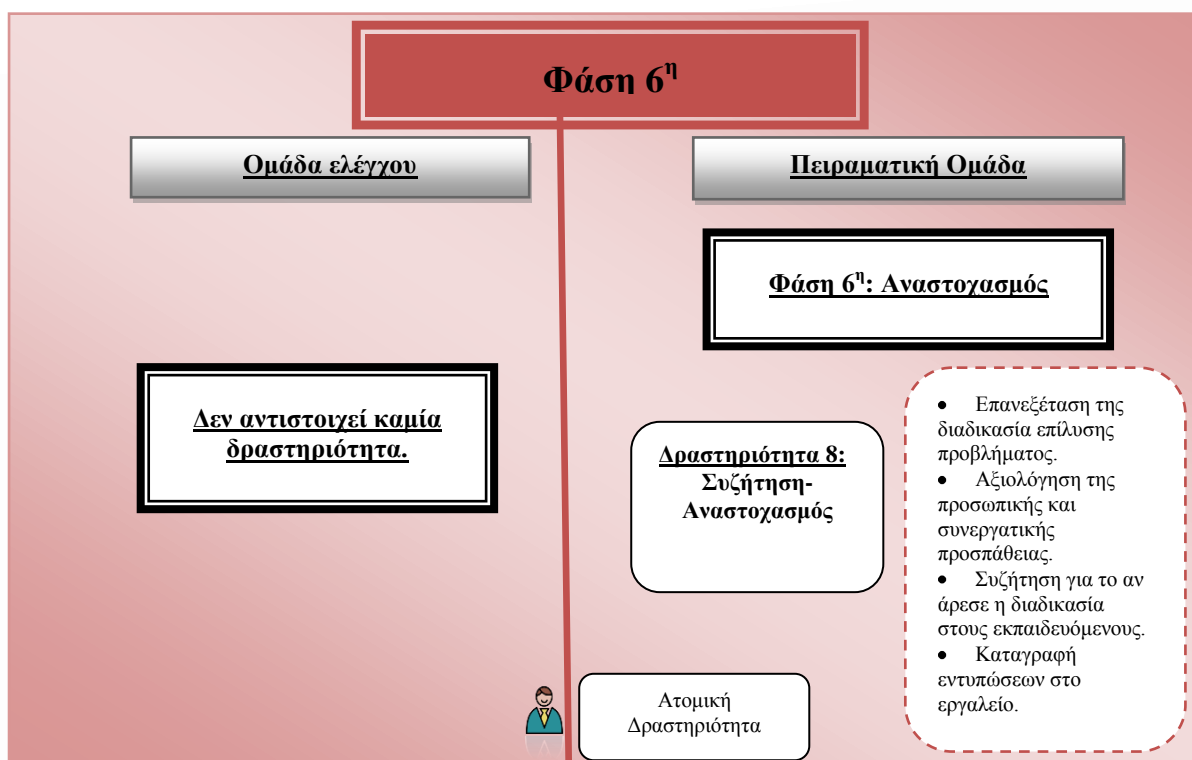 Φάση 6η
Ομάδα ελέγχου
Πειραματική Ομάδα
Φάση 6η: Αναστοχασμός
Δεν αντιστοιχεί καμία
δραστηριότητα.
Δραστηριότητα 8:
Συζήτηση-
Αναστοχασμός
• Επανεξέταση της
διαδικασία επίλυσης
προβλήματος.
• Αξιολόγηση της
προσωπικής και
συνεργατικής
προσπάθειας.
• Συζήτηση για το αν
άρεσε η διαδικασία
στους εκπαιδευόμενους.
• Καταγραφή
εντυπώσεων στο
εργαλείο.
Ατομική
Δραστηριότητα